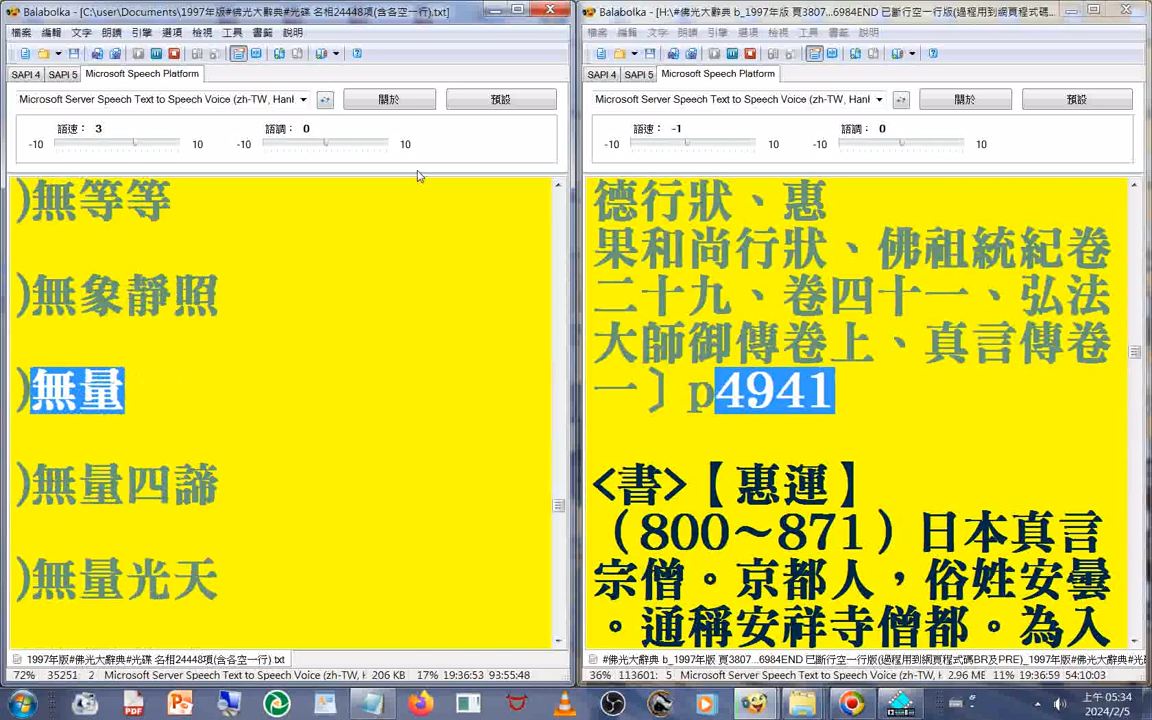 Balabolka - [C:\user\Documents\1997年版#佛光大辭典#光碟 名相24448項(含各空一行).txt]
檔案 編輯 文字 朗讀 引擎 選項 檢視 工具 書籤 說明
SAPI 4 SAPI 5 Microsoft Speech Platform
Microsoft Server Speech Text to Speech Voice (zh-TW, Hanl
關於 預設
語速： 3 語調： 0
-10 10 -10 10
)無等等
)無象靜照
)無量
)無量四諦
)無量光天
1997年版#佛光大辭典#光碟 名相24448項(含各空一行).txt
72% 35251: 2 Microsoft Server Speech Text to Speech Voice (zh-TW, H 206 KB 17% 19:36:53 93:55:48
Balabolka - [H:\#佛光大辭典 b_1997年版 頁3807...6984END 已斷行空一行版(過程用到網頁程式碼...
檔案 編輯 文字 朗讀 引擎 選項 檢視 工具 書籤 說明
SAPI 4 SAPI 5 Microsoft Speech Platform
Microsoft Server Speech Text to Speech Voice (zh-TW, Hanl
關於 預設
語速： -1 語調： 0
-10 10 -10 10
德行狀、惠
果和尚行狀、佛祖統紀卷
二十九、卷四十一、弘法
大師御傳卷上、真言傳卷
一〕p4941
<書>【惠運】
（800～871）日本真言
宗僧。京都人，俗姓安曇
。通稱安祥寺僧都。為入
#佛光大辭典 b_1997年版 頁3807...6984END 已斷行空一行版(過程用到網頁程式碼BR及PRE)_1997年版#佛光
36% 113601: 5 Microsoft Server Speech Text to Speech Voice (zh-TW, H 2.96 ME 11% 19:36:59 54:10:03
上午 05:34
2024/2/5